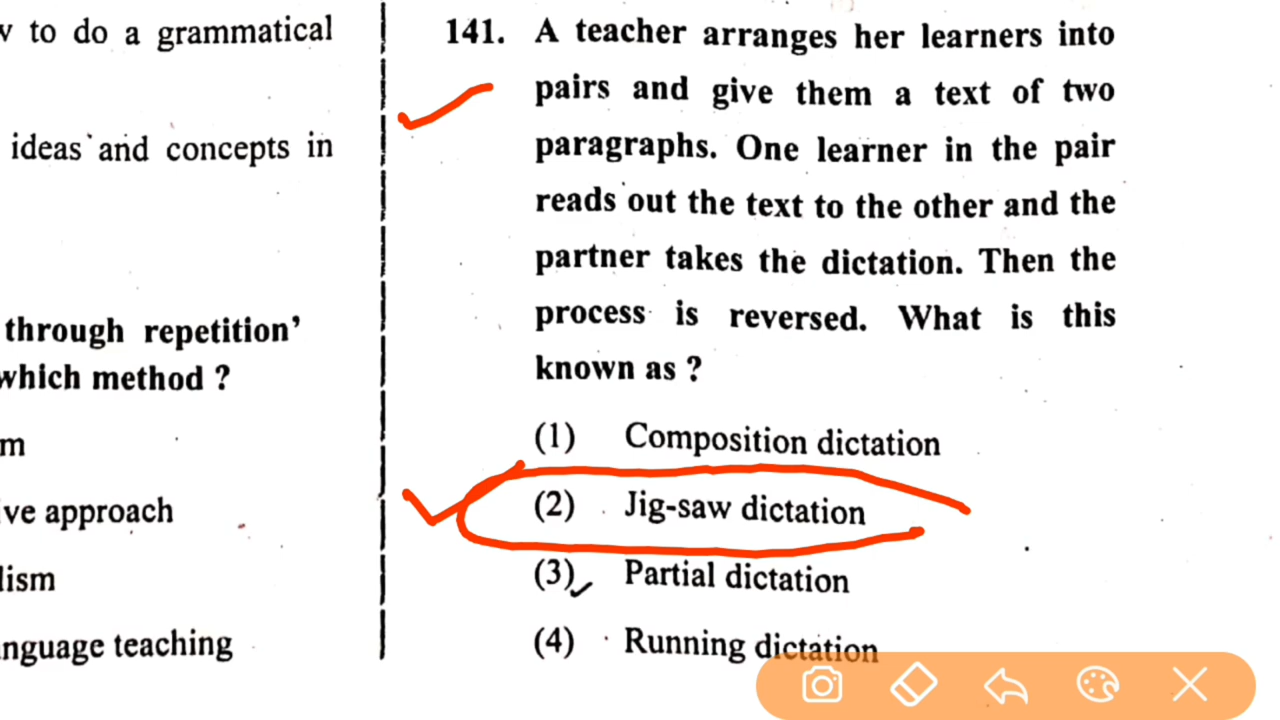 to do a grammatical
ideas and concepts in
through repetition’
which method ?
m
ive approach
lism
nguage teaching
141. A teacher arranges her learners into
pairs and give them a text of two
paragraphs. One learner in the pair
reads out the text to the other and the
partner takes the dictation. Then the
process is reversed. What is this
known as ?
(1) Composition dictation
(2) Jig-saw dictation
(3) Partial dictation
(4) Running dictation